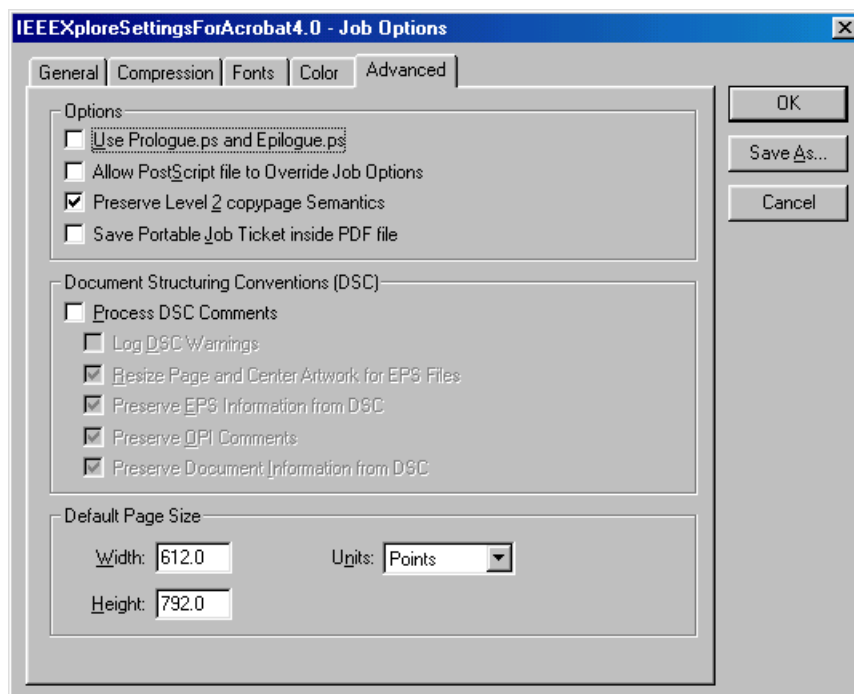 IEEEXploreSettingsForAcrobat4.0 - Job Options
General Compression Fonts Color Advanced
Options
Use Prologue.ps and Epilogue.ps
Allow PostScript file to Override Job Options
Preserve Level 2 copypage Semantics
Save Portable Job Ticket inside PDF file
Document Structuring Conventions (DSC)
Process DSC Comments
Log DSC Warnings
Resize Page and Center Artwork for EPS Files
Preserve EPS Information from DSC
Preserve OPI Comments
Preserve Document Information from DSC
Default Page Size
Width: 612.0 Units: Points
Height: 792.0
OK
Save As...
Cancel